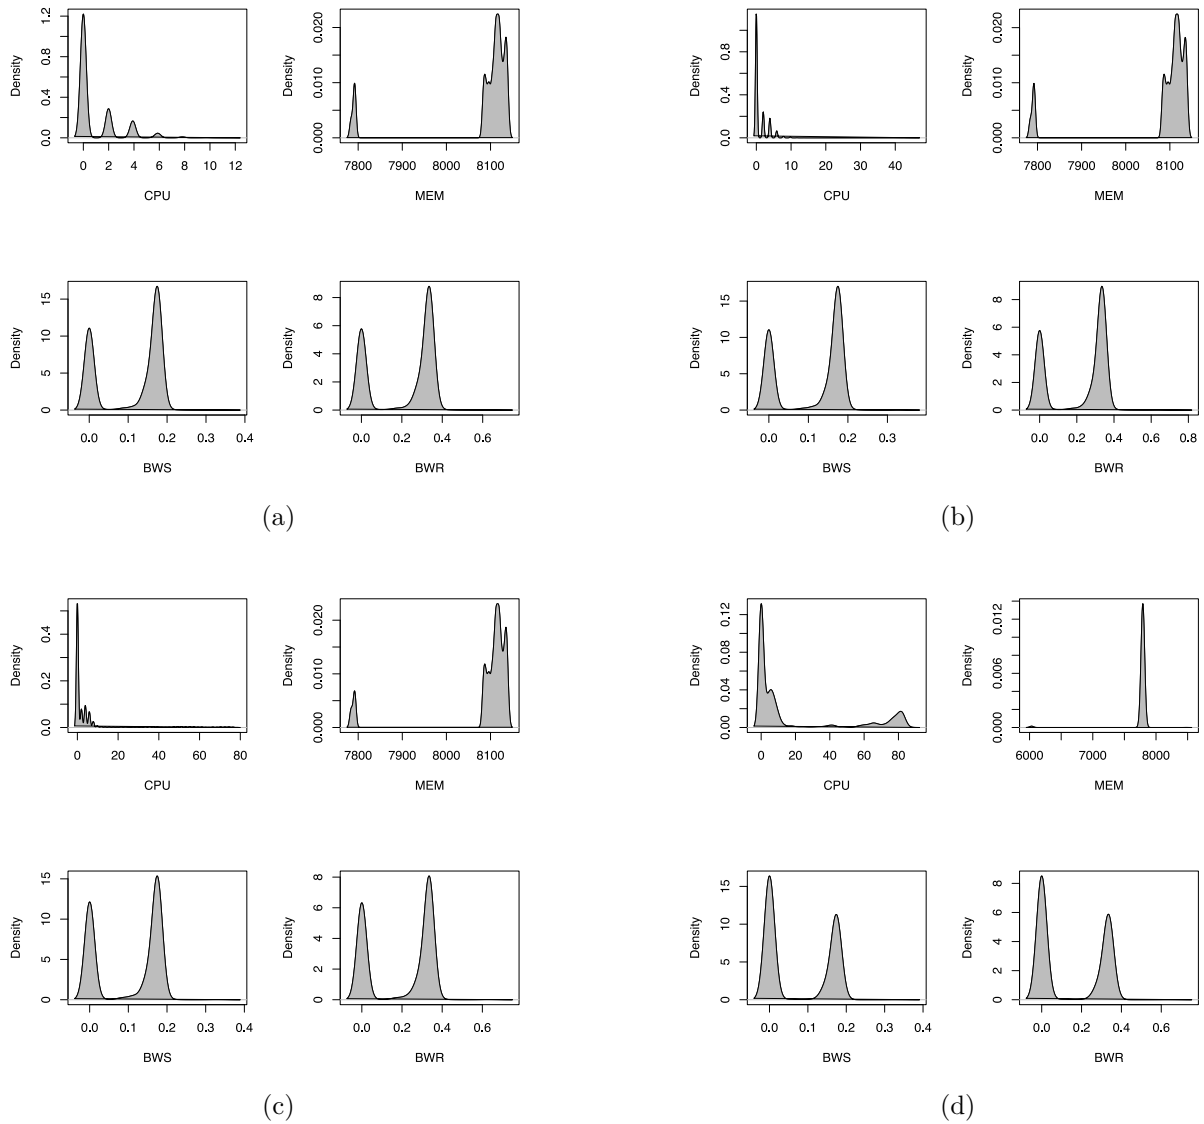 Density
0.0 0.4 0.8 1.2
0 2 4 6 8 10 12
CPU
Density
0.000 0.010 0.020
7800 7900 8000 8100
MEM
Density
0 5 10 15
0.0 0.1 0.2 0.3 0.4
BWS
Density
0 2 4 6 8
0.0 0.2 0.4 0.6
BWR
(a)
Density
0.0 0.4 0.8
0 10 20 40
CPU
Density
0.000 0.010 0.020
7800 7900 8000 8100
MEM
Density
0 5 10 15
0.0 0.1 0.2 0.3
BWS
Density
0 2 4 6 8
0.0 0.2 0.4 0.6 0.8
BWR
(b)
Density
0.0 0.2 0.4
0 20 40 60 80
CPU
Density
0.000 0.010 0.020
7800 7900 8000 8100
MEM
Density
0 5 10 15
0.0 0.1 0.2 0.3 0.4
BWS
Density
0 2 4 6 8
0.0 0.2 0.4 0.6
BWR
(c)
Density
0.00 0.04 0.08 0.12
0 20 40 60 80
CPU
Density
0.000 0.006 0.012
6000 7000 8000
MEM
Density
0 5 10 15
0.0 0.1 0.2 0.3 0.4
BWS
Density
0 2 4 6 8
0.0 0.2 0.4 0.6
BWR
(d)